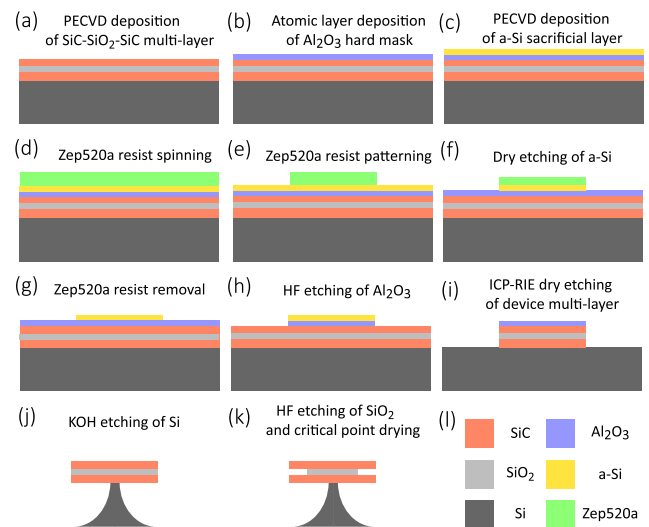 (a) PECVD deposition
of SiC-SiO₂-SiC multi-layer
(b) Atomic layer deposition
of Al₂O₃ hard mask
(c) PECVD deposition
of a-Si sacrificial layer
(d) Zep520a resist spinning
(e) Zep520a resist patterning
(f) Dry etching of a-Si
(g) Zep520a resist removal
(h) HF etching of Al₂O₃
(i) ICP-RIE dry etching
of device multi-layer
(j) KOH etching of Si
(k) HF etching of SiO₂
and critical point drying
(l)
SiC Al₂O₃
SiO₂ a-Si
Si Zep520a